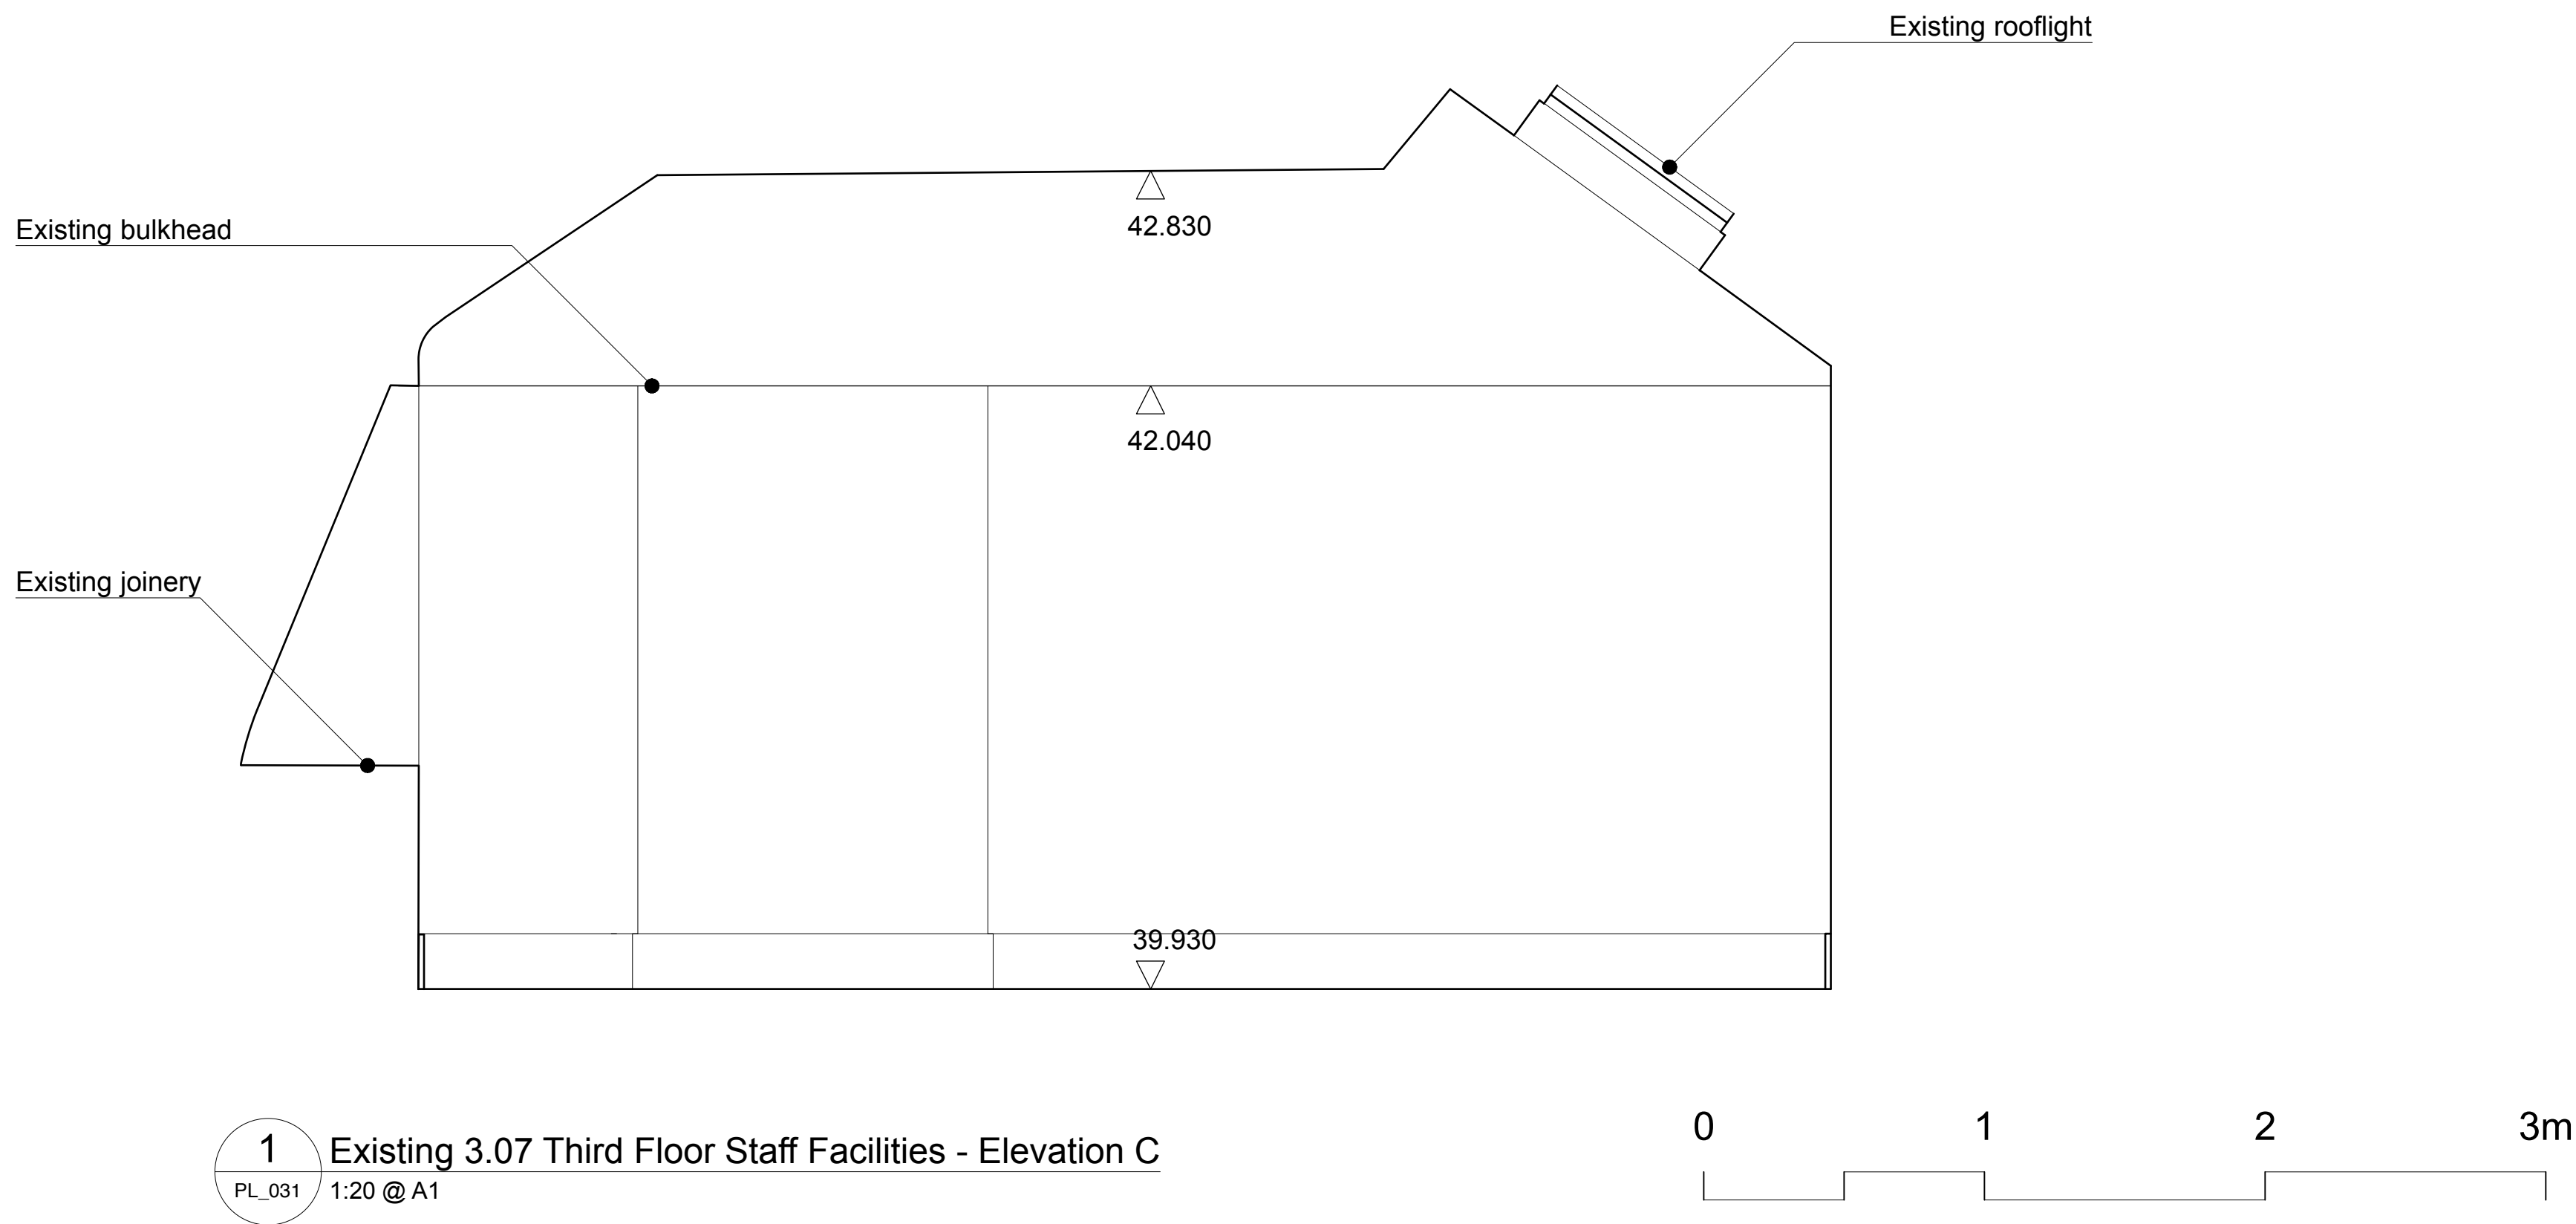 Existing rooflight
42.830
Existing bulkhead
42.040
Existing joinery
39.930
0 1 2 3m
1
Existing 3.07 Third Floor Staff Facilities - Elevation C
PL_031
1:20 @ A1